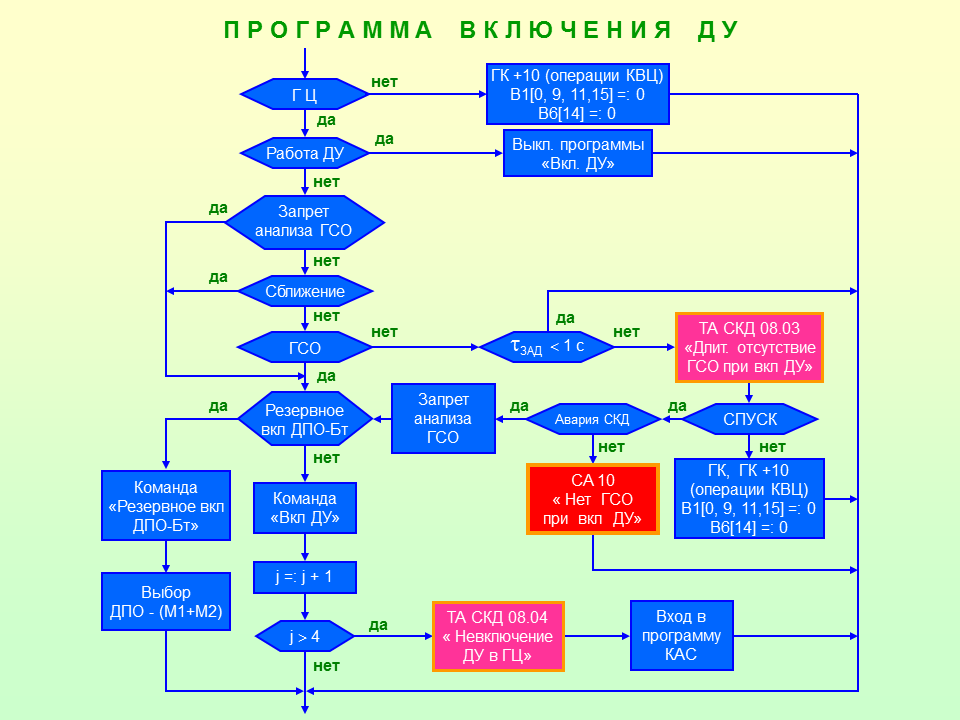 ПРОГРАММА ВКЛЮЧЕНИЯ ДУ
Г Ц
нет
ГК +10 (операции КВЦ)
В1[0, 9, 11,15] =: 0
В6[14] =: 0
да
Работа ДУ
да
Выкл. программы
«Вкл. ДУ»
нет
да
Запрет
анализа ГСО
нет
да
Сближение
нет
ГСО
нет
τЗАД < 1 с
да
нет
ТА СКД 08.03
«Длит. отсутствие
ГСО при вкл ДУ»
да
да
Резервное
вкл ДПО-Бт
Запрет
анализа
ГСО
да
Авария СКД
да
СПУСК
нет
нет
нет
Команда
«Резервное вкл
ДПО-Бт»
Команда
«Вкл ДУ»
СА 10
« Нет ГСО
при вкл ДУ»
ГК, ГК +10
(операции КВЦ)
В1[0, 9, 11,15] =: 0
В6[14] =: 0
Выбор
ДПО - (М1+М2)
j =: j + 1
j > 4
да
ТА СКД 08.04
« Невключение
ДУ в ГЦ»
Вход в
программу
КАС
нет